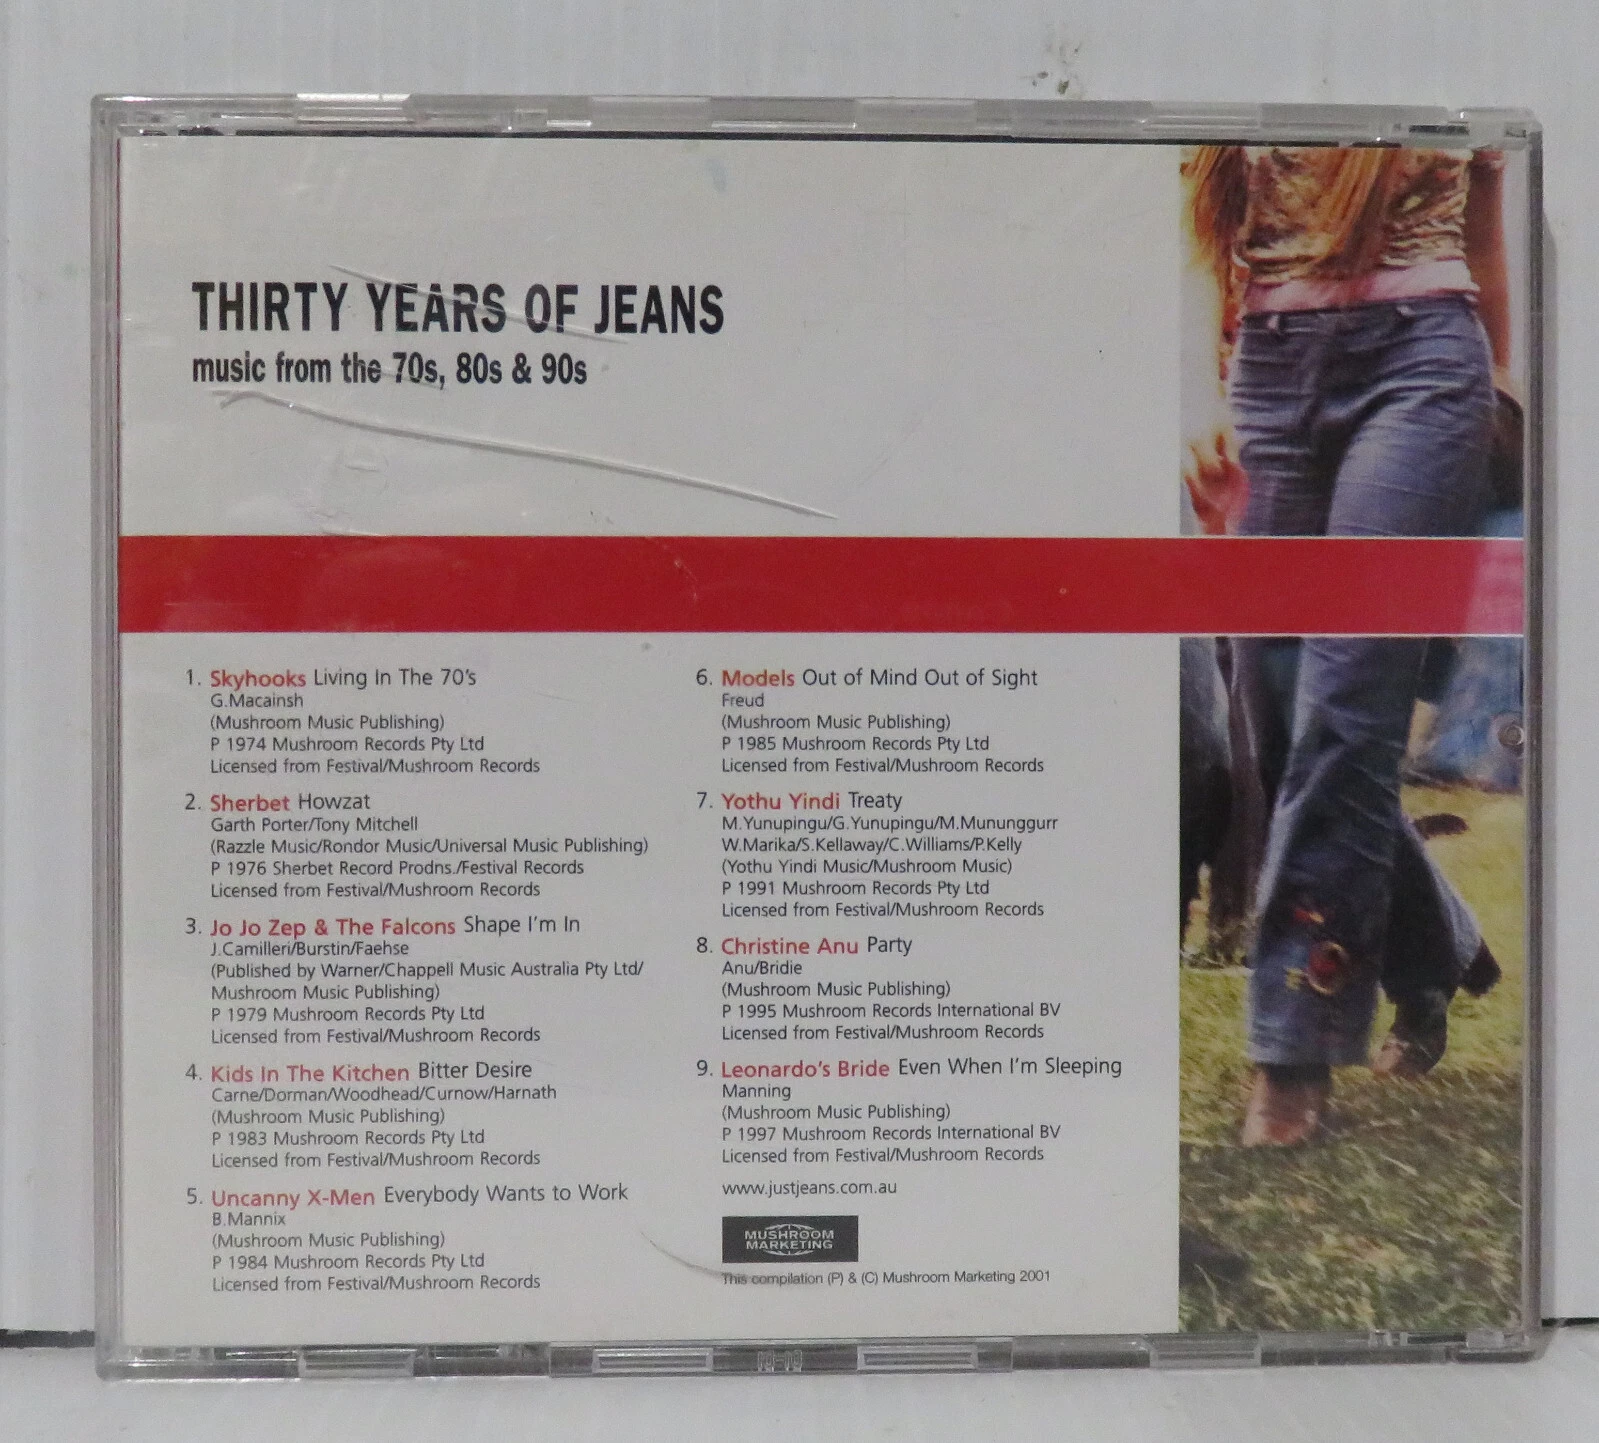 THIRTY YEARS OF JEANS
music from the 70s, 80s & 90s
1. Skyhooks Living In The 70's
G.Macainsh
(Mushroom Music Publishing)
P 1974 Mushroom Records Pty Ltd
Licensed from Festival/Mushroom Records
2. Sherbet Howzat
Garth Porter/Tony Mitchell
(Razzle Music/Rondor Music/Universal Music Publishing)
P 1976 Sherbet Record Prodns./Festival Records
Licensed from Festival/Mushroom Records
3. Jo Jo Zep & The Falcons Shape I'm In
J.Camilleri/Burstin/Faehse
(Published by Warner/Chappell Music Australia Pty Ltd/
Mushroom Music Publishing)
P 1979 Mushroom Records Pty Ltd
Licensed from Festival/Mushroom Records
4. Kids In The Kitchen Bitter Desire
Carne/Dorman/Woodhead/Curnow/Harnath
(Mushroom Music Publishing)
P 1983 Mushroom Records Pty Ltd
Licensed from Festival/Mushroom Records
5. Uncanny X-Men Everybody Wants to Work
B.Mannix
(Mushroom Music Publishing)
P 1984 Mushroom Records Pty Ltd
Licensed from Festival/Mushroom Records
6. Models Out of Mind Out of Sight
Freud
(Mushroom Music Publishing)
P 1985 Mushroom Records Pty Ltd
Licensed from Festival/Mushroom Records
7. Yothu Yindi Treaty
M.Yunupingu/G.Yunupingu/M.Mununggurr
W.Marika/S.Kellaway/C.Williams/P.Kelly
(Yothu Yindi Music/Mushroom Music)
P 1991 Mushroom Records Pty Ltd
Licensed from Festival/Mushroom Records
8. Christine Anu Party
Anu/Bridie
(Mushroom Music Publishing)
P 1995 Mushroom Records International BV
Licensed from Festival/Mushroom Records
9. Leonardo's Bride Even When I'm Sleeping
Manning
(Mushroom Music Publishing)
P 1997 Mushroom Records International BV
Licensed from Festival/Mushroom Records
www.justjeans.com.au
MUSHROOM
MARKETING
This compilation (P) & (C) Mushroom Marketing 2001